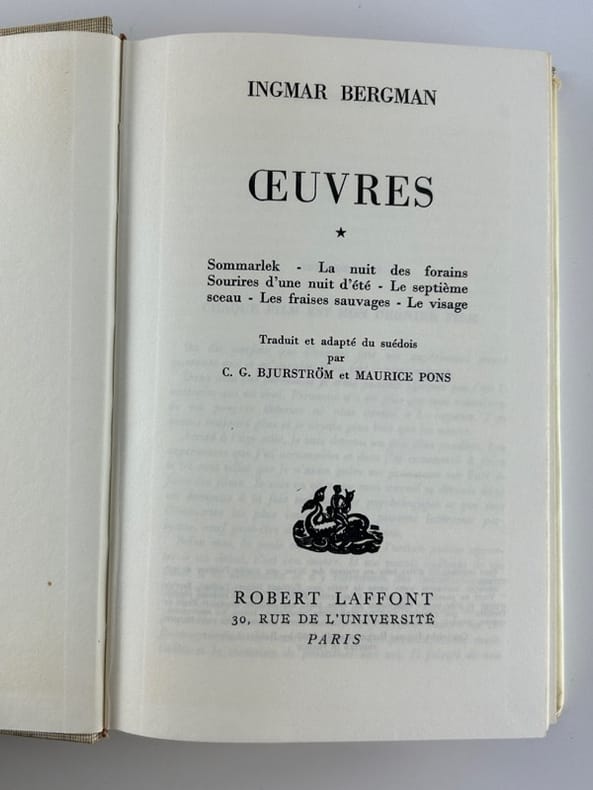 INGMAR BERGMAN
ŒUVRES
★
Sommarlek - La nuit des forains
Sourires d'une nuit d'été - Le septième
sceau - Les fraises sauvages - Le visage
Traduit et adapté du suédois
par
C. G. BJURSTRÖM et MAURICE PONS
ROBERT LAFFONT
30, RUE DE L'UNIVERSITÉ
PARIS